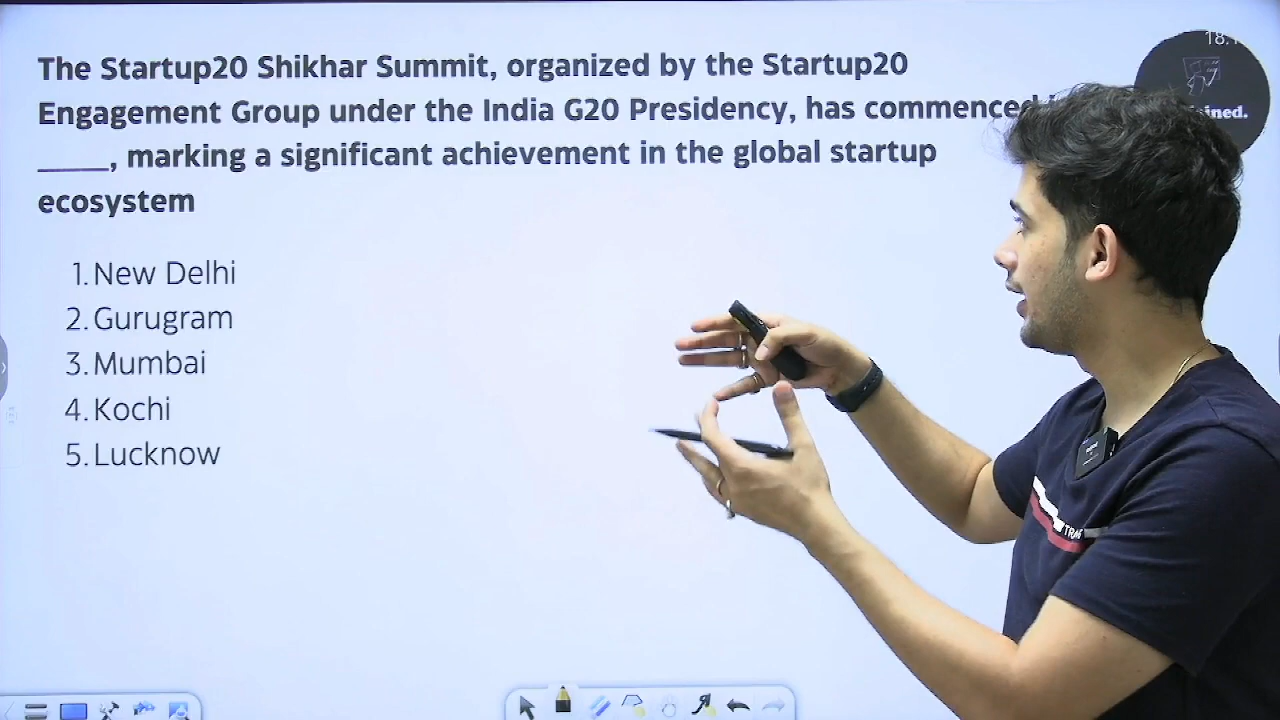 The Startup20 Shikhar Summit, organized by the Startup20
Engagement Group under the India G20 Presidency, has commenced
_____, marking a significant achievement in the global startup
ecosystem
1. New Delhi
2. Gurugram
3. Mumbai
4. Kochi
5. Lucknow